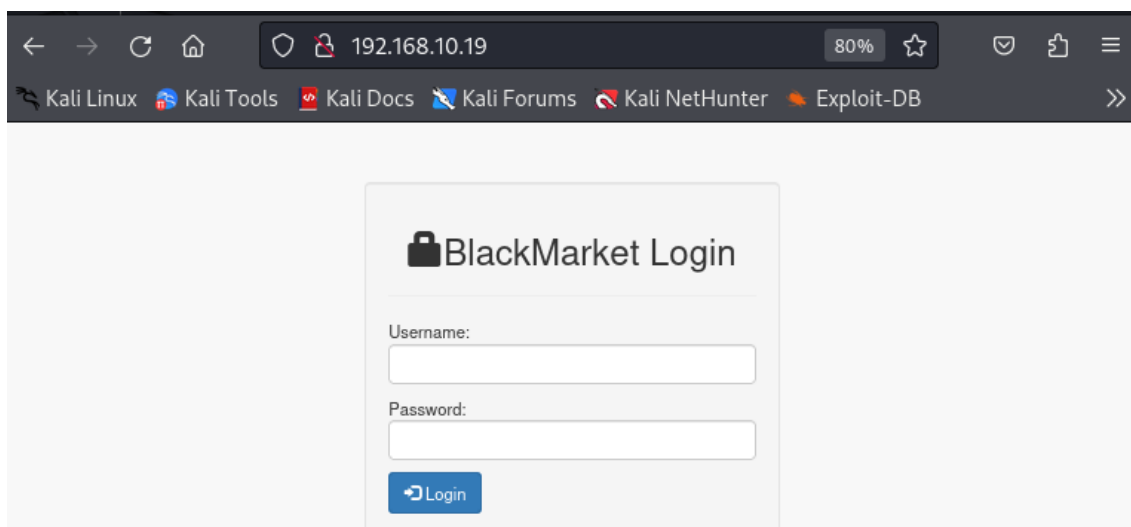 192.168.10.19 80%
Kali Linux Kali Tools Kali Docs Kali Forums Kali NetHunter Exploit-DB
BlackMarket Login
Username:
Password:
Login